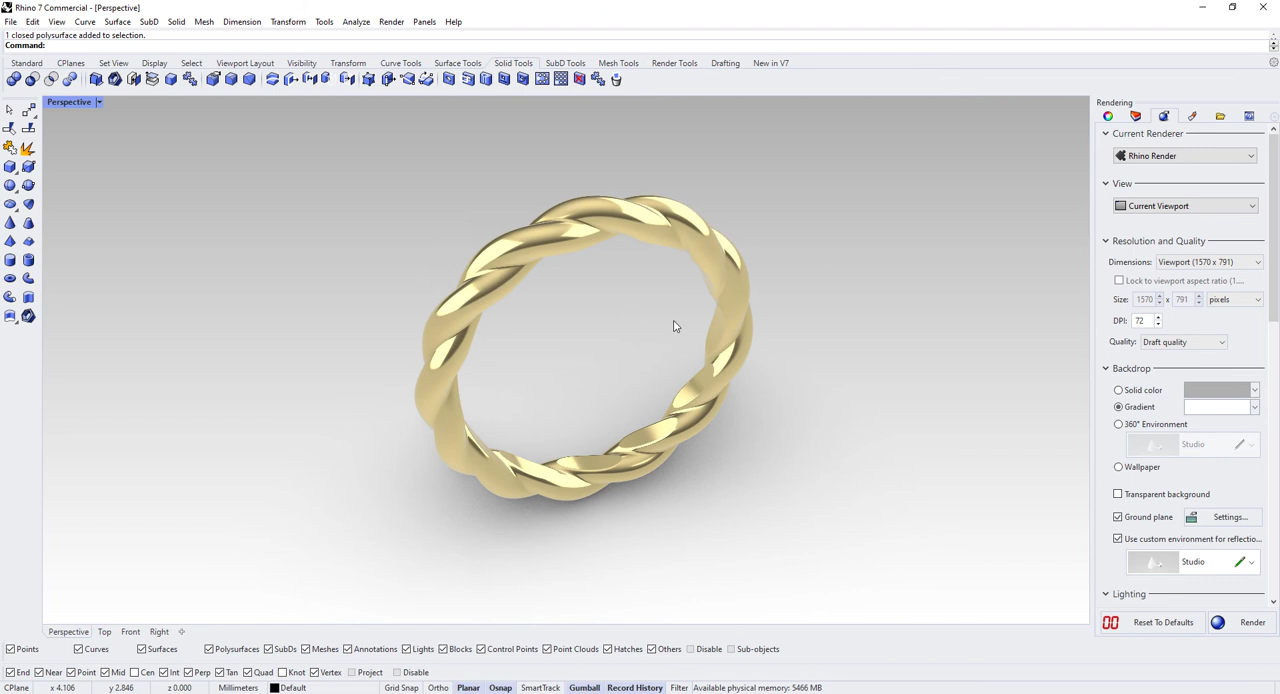 Rhino 7 Commercial - [Perspective]
File Edit View Curve Surface SubD Solid Mesh Dimension Transform Tools Analyze Render Panels Help
1 closed polysurface added to selection.
Command:
Standard CPlanes Set View Display Select Viewport Layout Visibility Transform Curve Tools Surface Tools Solid Tools SubD Tools Mesh Tools Render Tools Drafting New in V7
Perspective
Rendering
Current Renderer
Rhino Render
View
Current Viewport
Resolution and Quality
Dimensions: Viewport (1570 x 791)
Lock to viewport aspect ratio (1....
Size: 1570 x 791 pixels
DPI: 72
Quality: Draft quality
Backdrop
Solid color
Gradient
360° Environment
Studio
Wallpaper
Transparent background
Ground plane Settings...
Use custom environment for reflectio...
Studio
Lighting
Reset To Defaults Render
Perspective Top Front Right
Points Curves Surfaces Polysurfaces SubDs Meshes Annotations Lights Blocks Control Points Point Clouds Hatches Others Disable Sub-objects
End Near Point Mid Cen Int Perp Tan Quad Knot Vertex Project Disable
CPlane x 4.106 y 2.846 z 0.000 Millimeters Default Grid Snap Ortho Planar Osnap SmartTrack Gumball Record History Filter Available physical memory: 5466 MB